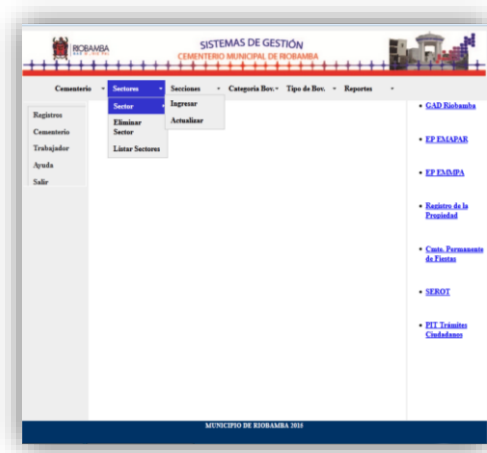 RIOBAMBA
SISTEMAS DE GESTIÓN
CEMENTERIO MUNICIPAL DE RIOBAMBA
Cementerio Sectores Secciones Categoria Bov. Tipo de Bov. Reportes
Registros
Cementerio
Trabajador
Ayuda
Salir
Sector
Eliminar
Sector
Listar Sectores
Ingresar
Actualizar
GAD Riobamba
EP EMAPAR
EP EMMPA
Registro de la
Propiedad
Cmte. Permanente
de Fiestas
SEROT
PIT Trámites
Ciudadanos
MUNICIPIO DE RIOBAMBA 2015